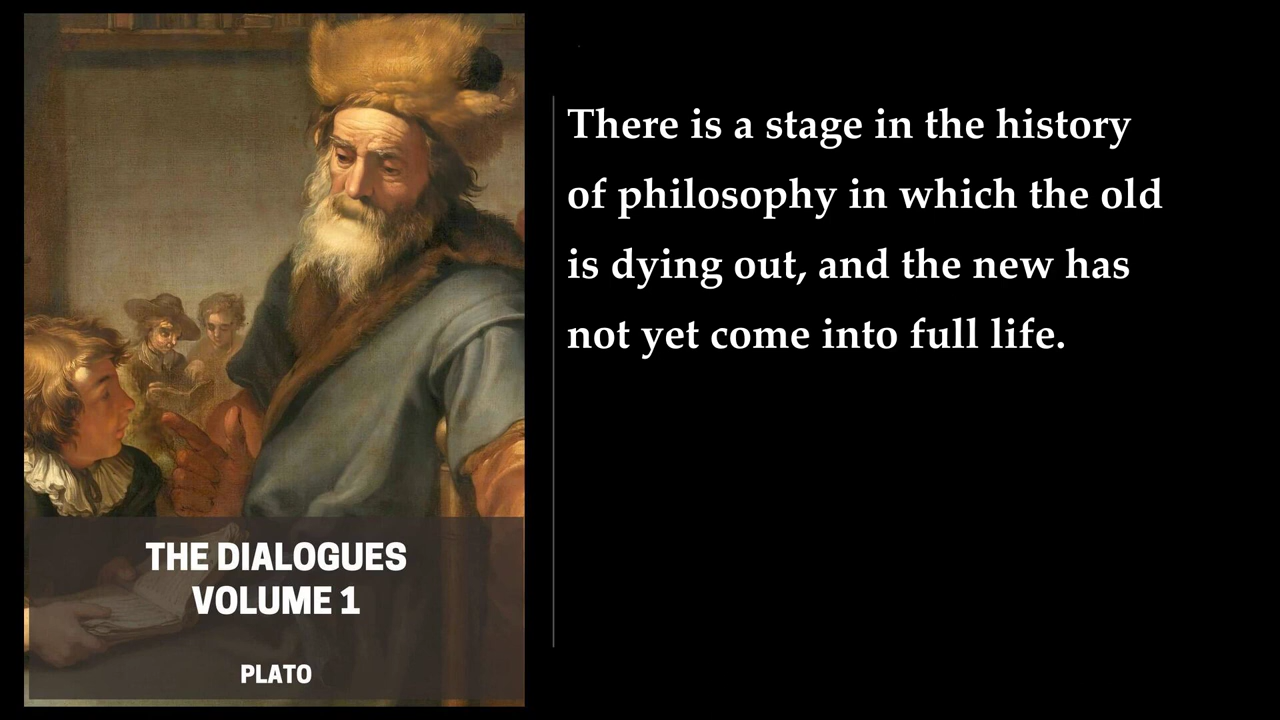 There is a stage in the history
of philosophy in which the old
is dying out, and the new has
not yet come into full life.
THE DIALOGUES
VOLUME 1
PLATO